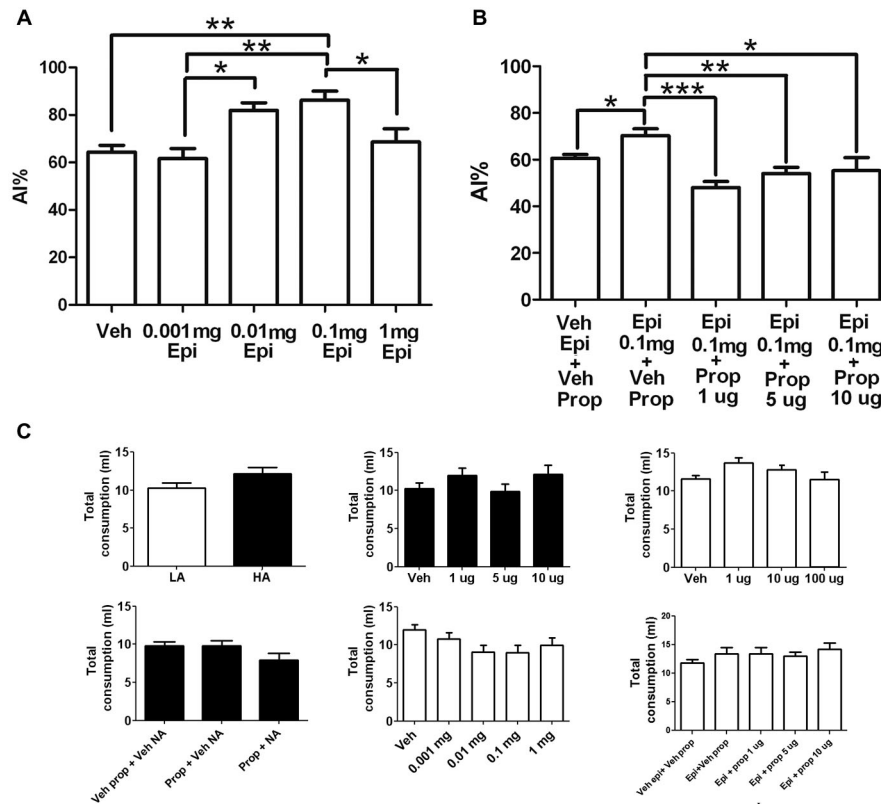 A
**
**
*
*
100
80
60
40
20
0
AI%
Veh
0.001mg
Epi
0.01mg
Epi
0.1mg
Epi
1mg
Epi
B
*
**
***
*
100
80
60
40
20
0
AI%
Veh
Epi
+
Veh
Prop
Epi
0.1mg
+
Veh
Prop
Epi
0.1mg
+
Prop
1 ug
Epi
0.1mg
+
Prop
5 ug
Epi
0.1mg
+
Prop
10 ug
C
Total
consumption (ml)
15
10
5
0
LA
HA
Total
consumption (ml)
15
10
5
0
Veh
1 ug
5 ug
10 ug
Total
consumption (ml)
15
10
5
0
Veh
1 ug
10 ug
100 ug
Total
consumption (ml)
15
10
5
0
Veh prop + Veh NA
Prop + Veh NA
Prop + NA
Total
consumption (ml)
15
10
5
0
Veh
0.001 mg
0.01 mg
0.1 mg
1 mg
Total
consumption (ml)
20
15
10
5
0
Veh epi+ Veh prop
Epi+Veh prop
Epi + prop 1 ug
Epi + prop 5 ug
Epi + prop 10 ug